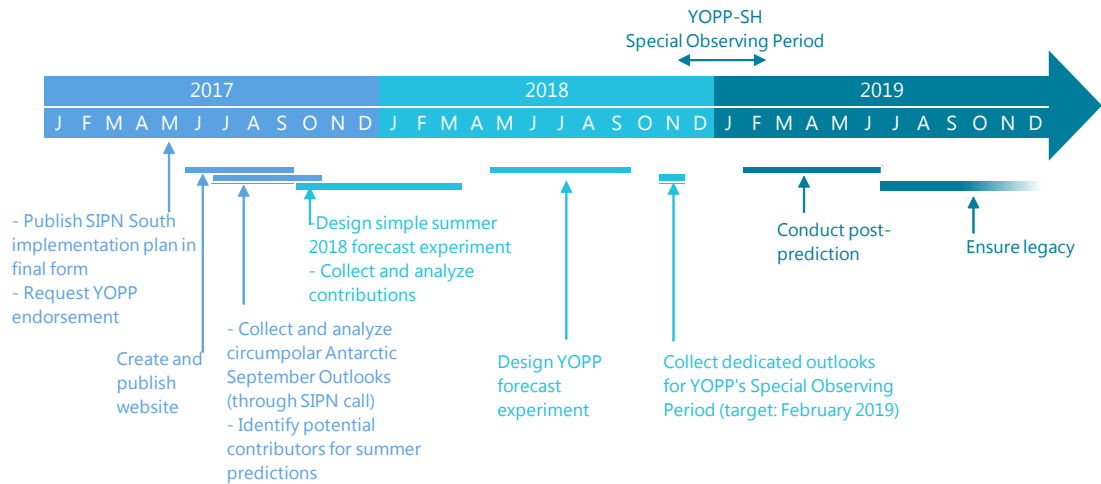 YOPP-SH
Special Observing Period
2017 2018 2019
J F M A M J J A S O N D J F M A M J J A S O N D J F M A M J J A S O N D
- Publish SIPN South
implementation plan in
final form
- Request YOPP
endorsement
Create and
publish
website
- Collect and analyze
circumpolar Antarctic
September Outlooks
(through SIPN call)
- Identify potential
contributors for summer
predictions
-Design simple summer
2018 forecast experiment
- Collect and analyze
contributions
Design YOPP
forecast
experiment
Collect dedicated outlooks
for YOPP's Special Observing
Period (target: February 2019)
Conduct post-
prediction
Ensure legacy